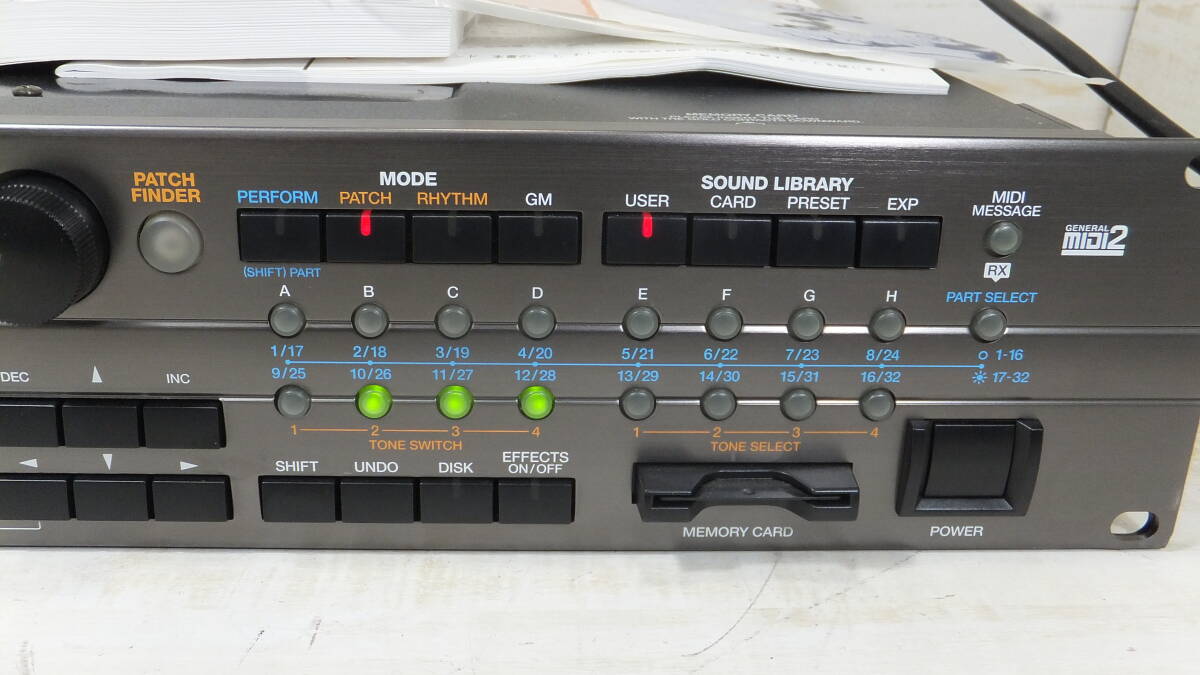 MEMORY CARD
PATCH
FINDER
MODE
PERFORM PATCH RHYTHM GM
(SHIFT) PART
SOUND LIBRARY
USER CARD PRESET EXP
MIDI
MESSAGE
RX
GENERAL
MIDI2
A B C D E F G H
PART SELECT
1/17 2/18 3/19 4/20 5/21 6/22 7/23 8/24 1-16
9/25 10/26 11/27 12/28 13/29 14/30 15/31 16/32 17-32
/DEC INC
1 2 3 4
TONE SWITCH
1 2 3 4
TONE SELECT
SHIFT UNDO DISK EFFECTS
ON/OFF
MEMORY CARD
POWER